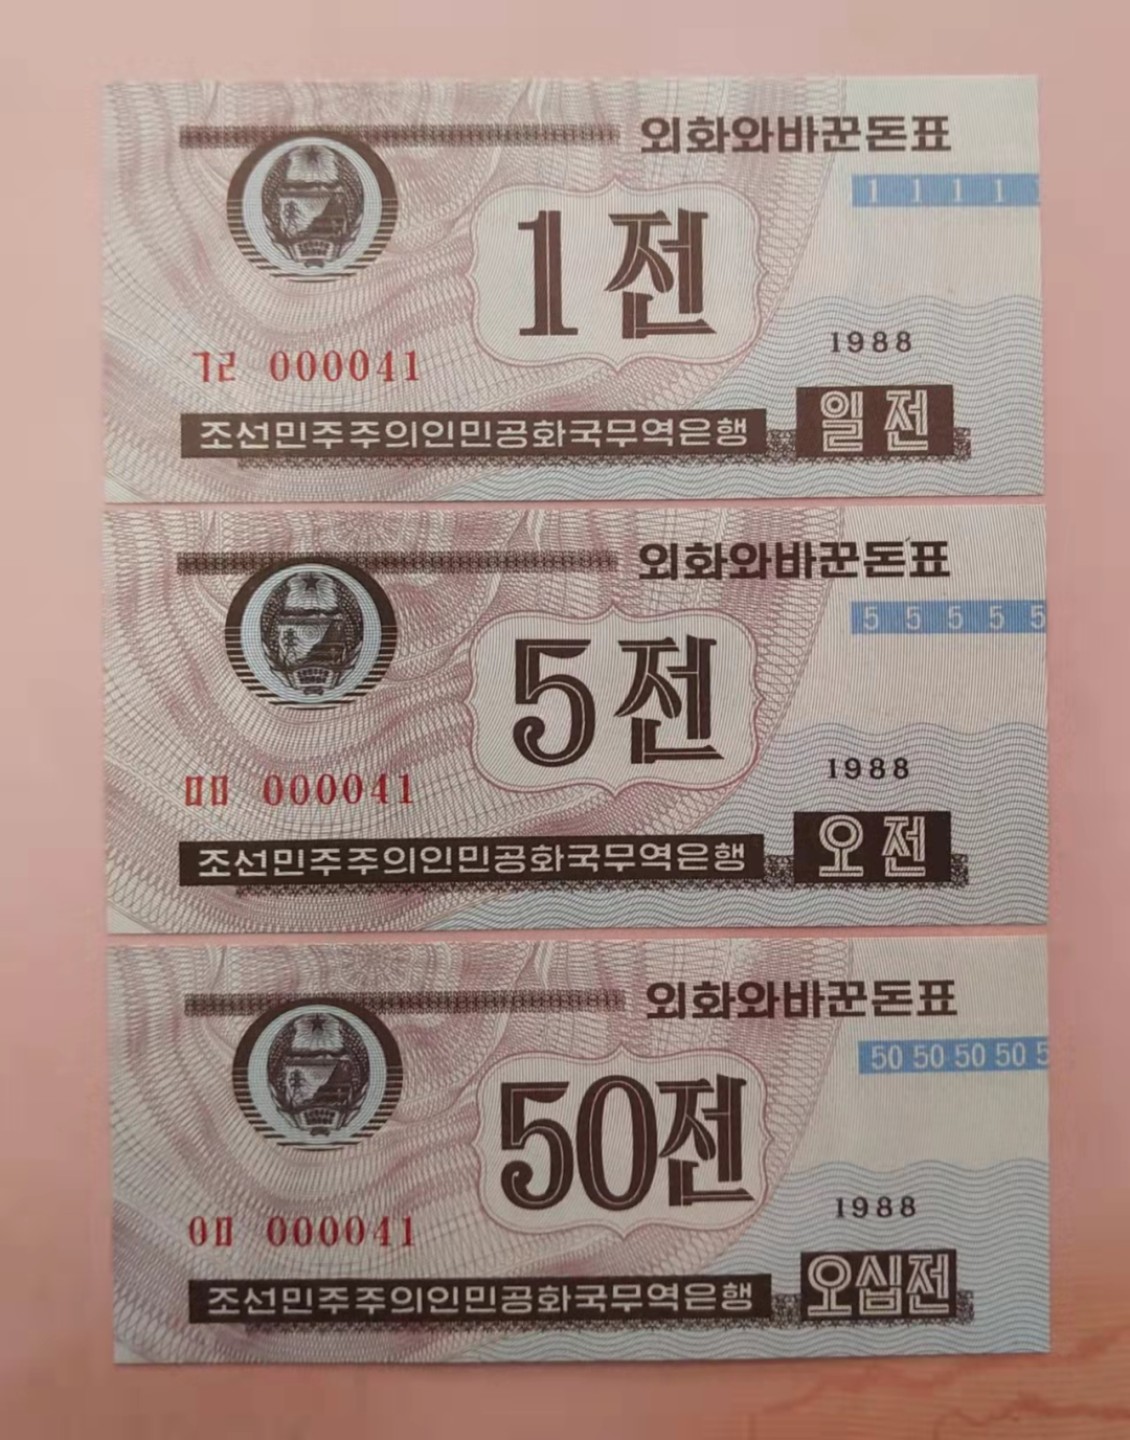 외화와바꾼돈표
1 1 1 1 1
1전
1988
ㄱㄹ 000041
조선민주주의인민공화국무역은행
일전
외화와바꾼돈표
5 5 5 5 5
5전
1988
ㅁㅁ 000041
조선민주주의인민공화국무역은행
오전
외화와바꾼돈표
50 50 50 50 5
50전
1988
ㅇㅁ 000041
조선민주주의인민공화국무역은행
오십전